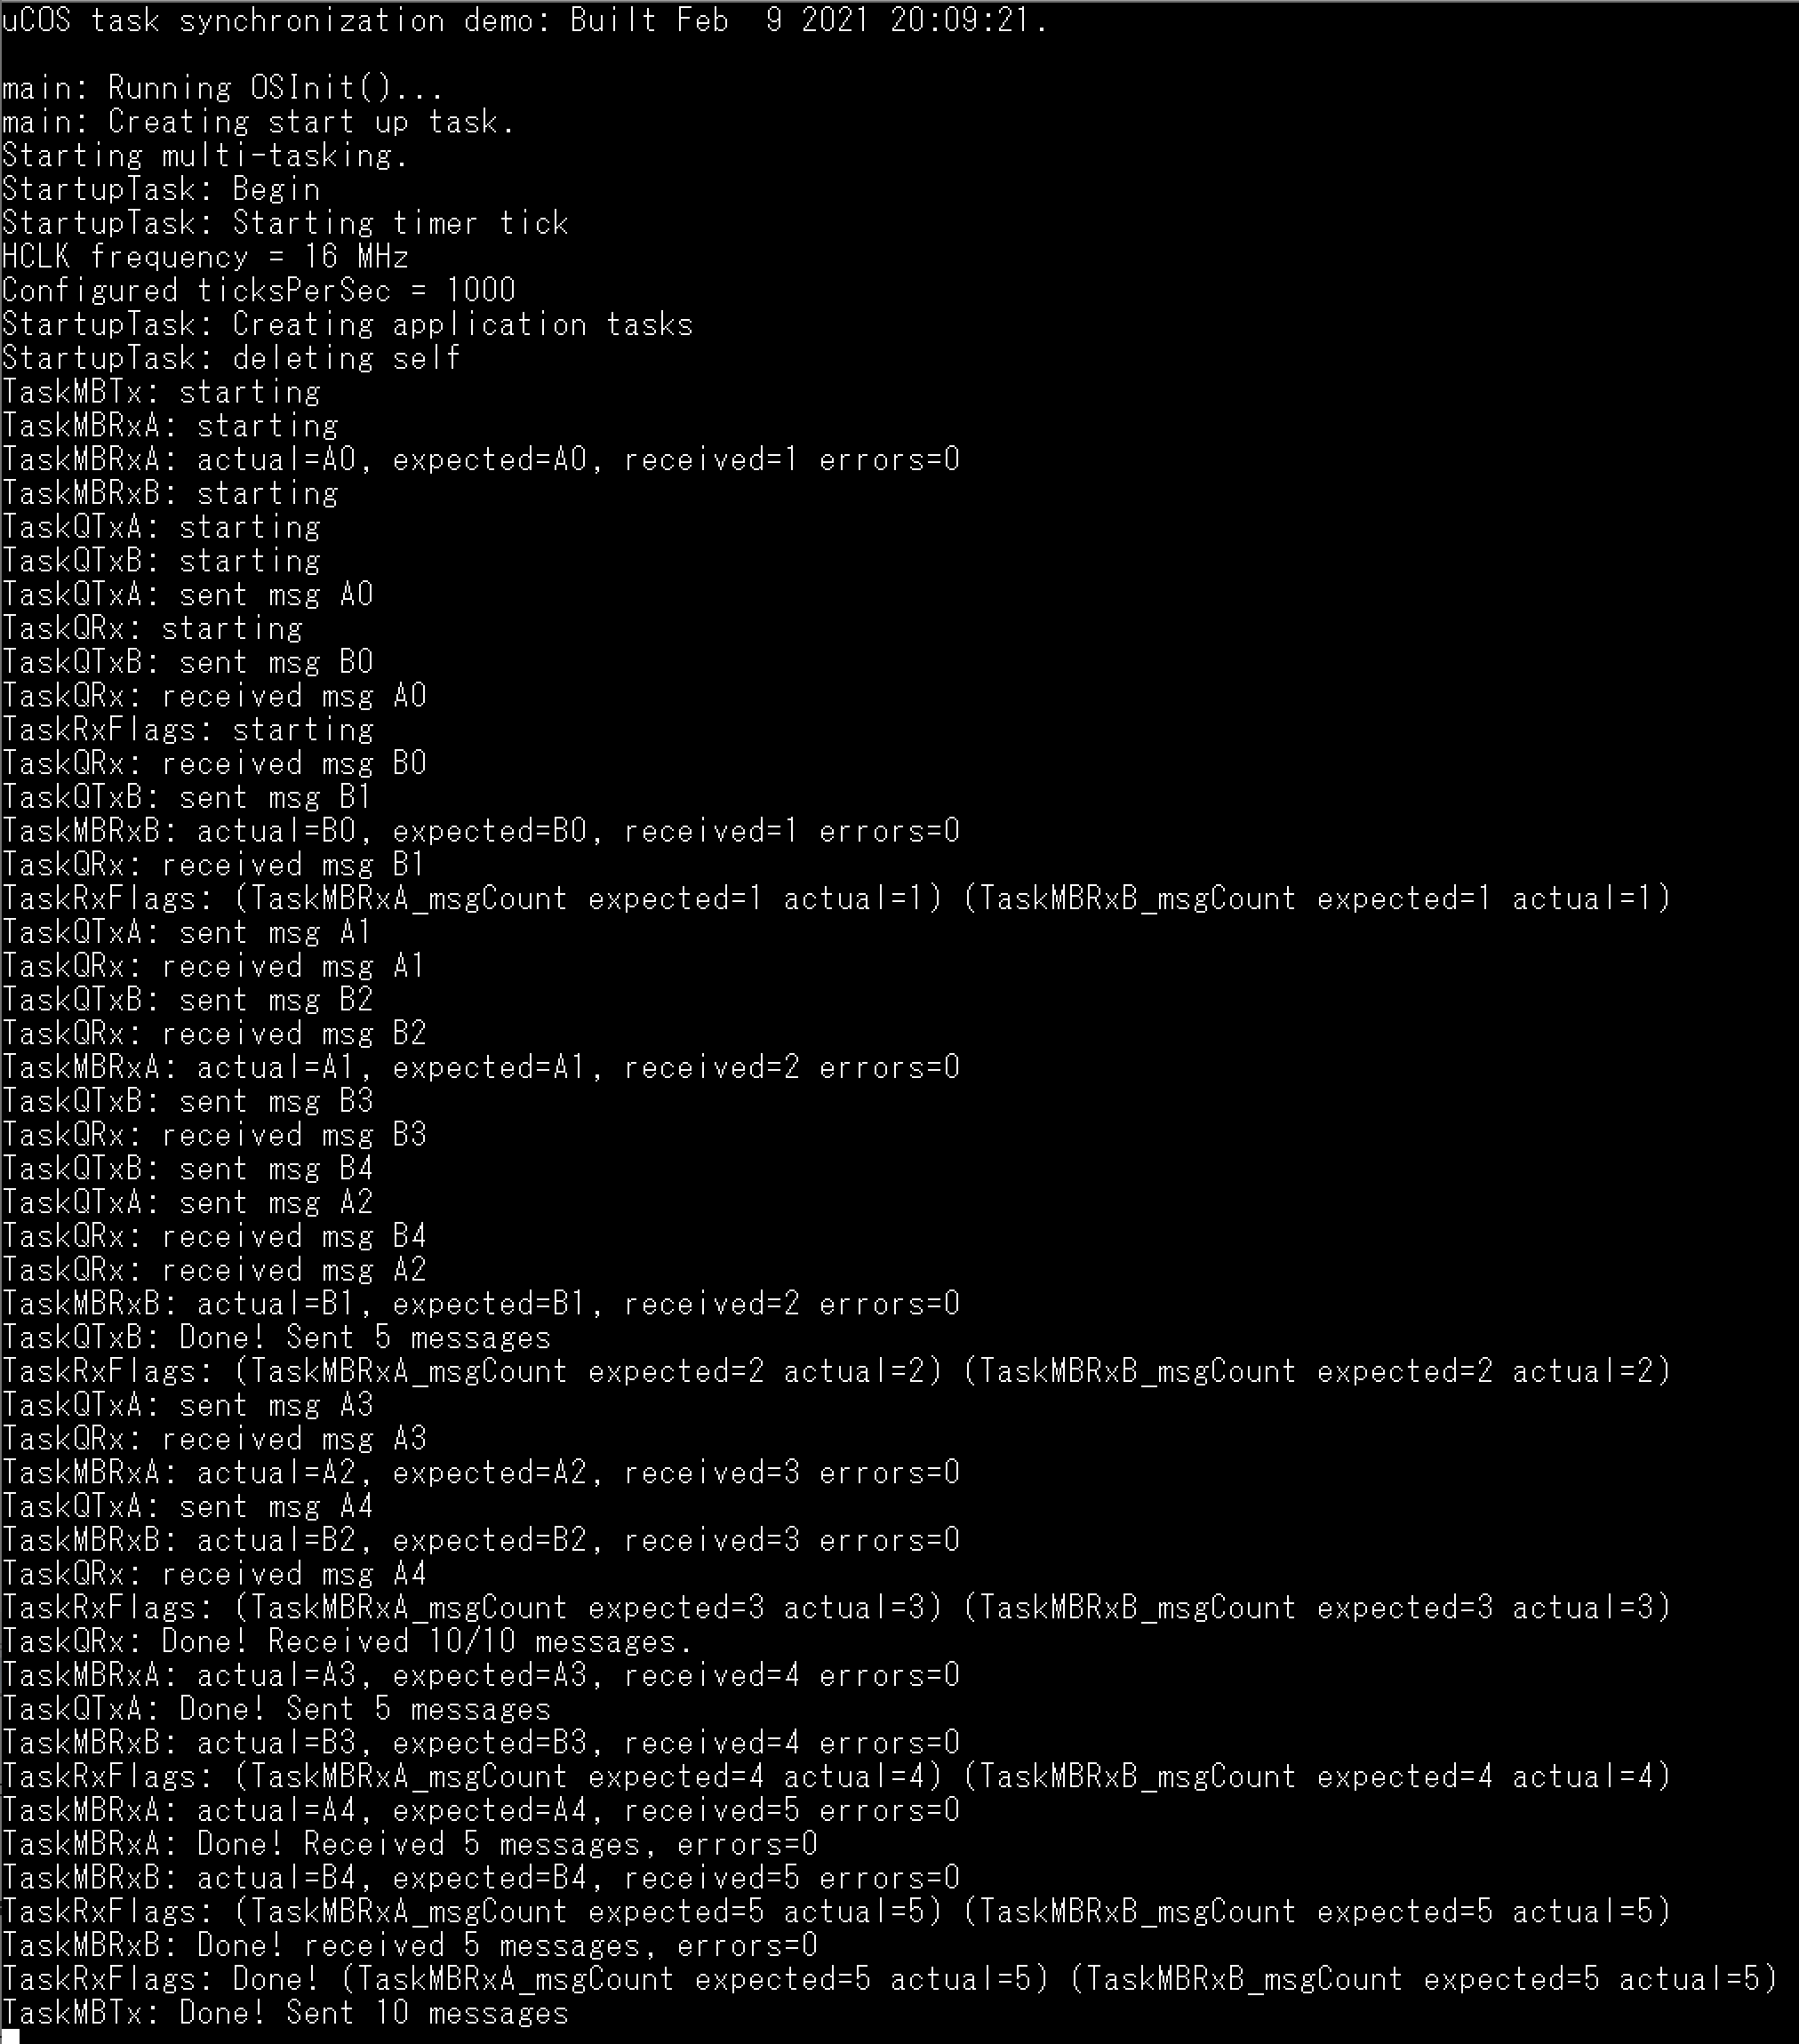 uCOS task synchronization demo: Built Feb  9 2021 20:09:21.
main: Running OSInit()...
main: Creating start up task.
Starting multi-tasking.
StartupTask: Begin
StartupTask: Starting timer tick
HCLK frequency = 16 MHz
Configured ticksPerSec = 1000
StartupTask: Creating application tasks
StartupTask: deleting self
TaskMBTx: starting
TaskMBRxA: starting
TaskMBRxA: actual=A0, expected=A0, received=1 errors=0
TaskMBRxB: starting
TaskQTxA: starting
TaskQTxB: starting
TaskQTxA: sent msg A0
TaskQRx: starting
TaskQTxB: sent msg B0
TaskQRx: received msg A0
TaskRxFlags: starting
TaskQRx: received msg B0
TaskQTxB: sent msg B1
TaskMBRxB: actual=B0, expected=B0, received=1 errors=0
TaskQRx: received msg B1
TaskRxFlags: (TaskMBRxA_msgCount expected=1 actual=1) (TaskMBRxB_msgCount expected=1 actual=1)
TaskQTxA: sent msg A1
TaskQRx: received msg A1
TaskQTxB: sent msg B2
TaskQRx: received msg B2
TaskMBRxA: actual=A1, expected=A1, received=2 errors=0
TaskQTxB: sent msg B3
TaskQRx: received msg B3
TaskQTxB: sent msg B4
TaskQTxA: sent msg A2
TaskQRx: received msg B4
TaskQRx: received msg A2
TaskMBRxB: actual=B1, expected=B1, received=2 errors=0
TaskQTxB: Done! Sent 5 messages
TaskRxFlags: (TaskMBRxA_msgCount expected=2 actual=2) (TaskMBRxB_msgCount expected=2 actual=2)
TaskQTxA: sent msg A3
TaskQRx: received msg A3
TaskMBRxA: actual=A2, expected=A2, received=3 errors=0
TaskQTxA: sent msg A4
TaskMBRxB: actual=B2, expected=B2, received=3 errors=0
TaskQRx: received msg A4
TaskRxFlags: (TaskMBRxA_msgCount expected=3 actual=3) (TaskMBRxB_msgCount expected=3 actual=3)
TaskQRx: Done! Received 10/10 messages.
TaskMBRxA: actual=A3, expected=A3, received=4 errors=0
TaskQTxA: Done! Sent 5 messages
TaskMBRxB: actual=B3, expected=B3, received=4 errors=0
TaskRxFlags: (TaskMBRxA_msgCount expected=4 actual=4) (TaskMBRxB_msgCount expected=4 actual=4)
TaskMBRxA: actual=A4, expected=A4, received=5 errors=0
TaskMBRxA: Done! Received 5 messages, errors=0
TaskMBRxB: actual=B4, expected=B4, received=5 errors=0
TaskRxFlags: (TaskMBRxA_msgCount expected=5 actual=5) (TaskMBRxB_msgCount expected=5 actual=5)
TaskMBRxB: Done! received 5 messages, errors=0
TaskRxFlags: Done! (TaskMBRxA_msgCount expected=5 actual=5) (TaskMBRxB_msgCount expected=5 actual=5)
TaskMBTx: Done! Sent 10 messages